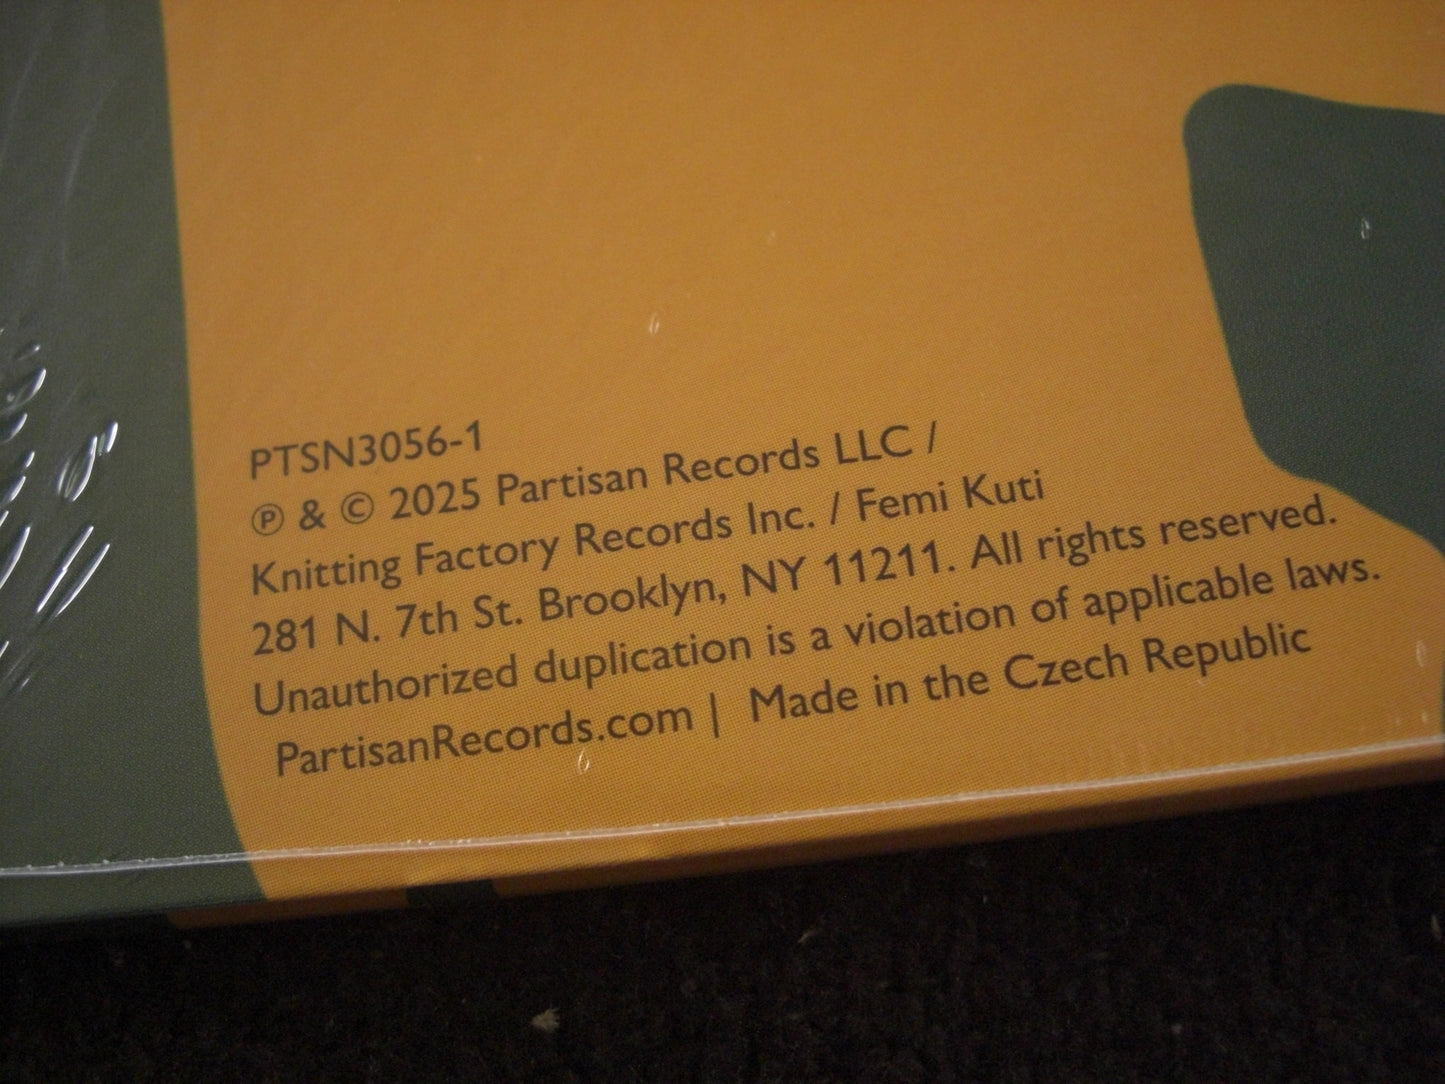 PTSN3056-1
℗ & © 2025 Partisan Records LLC /
Knitting Factory Records Inc. / Femi Kuti
281 N. 7th St. Brooklyn, NY 11211. All rights reserved.
Unauthorized duplication is a violation of applicable laws.
PartisanRecords.com | Made in the Czech Republic